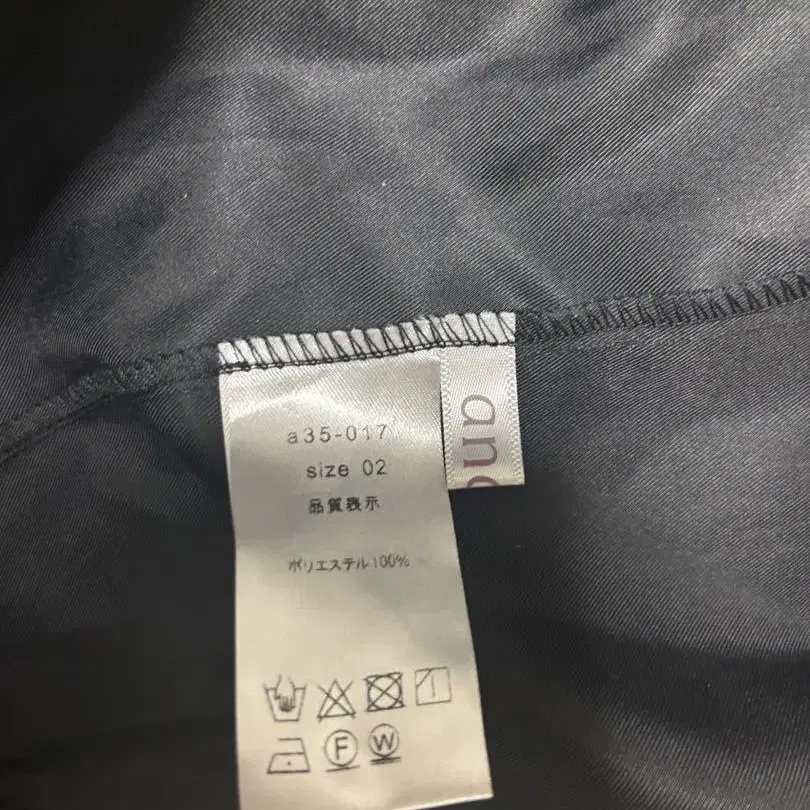 a35-017
size 02
品質表示
ポリエステル100%
F W
an